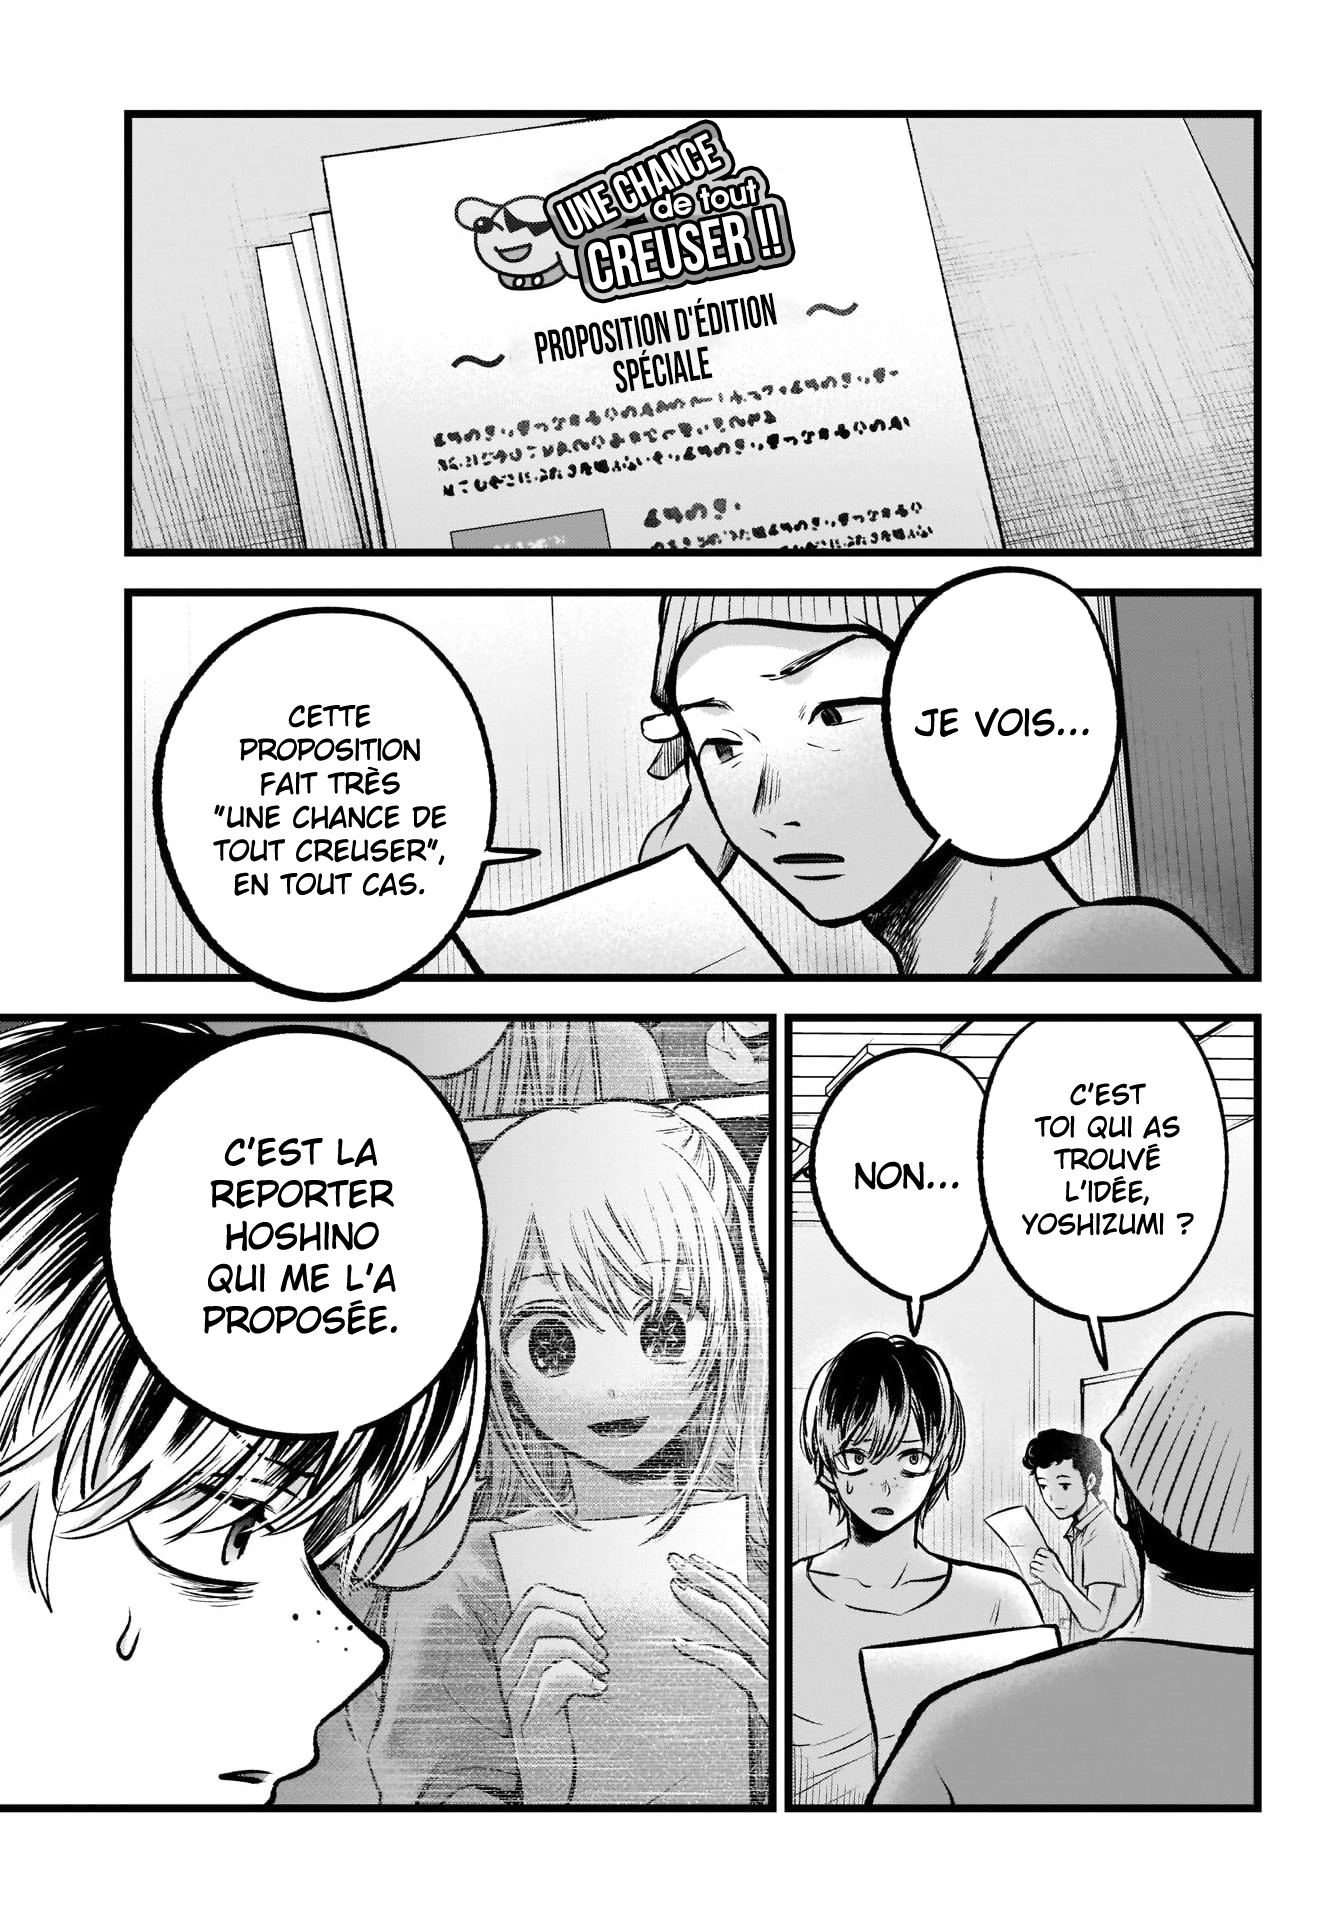 UNE CHANCE
de tout
CREUSER !!
~ PROPOSITION D'ÉDITION ~
SPÉCIALE
JE VOIS...
CETTE
PROPOSITION
FAIT TRÈS
"UNE CHANCE DE
TOUT CREUSER",
EN TOUT CAS.
C'EST
TOI QUI AS
TROUVÉ
L'IDÉE,
YOSHIZUMI ?
NON...
C'EST LA
REPORTER
HOSHINO
QUI ME L'A
PROPOSÉE.